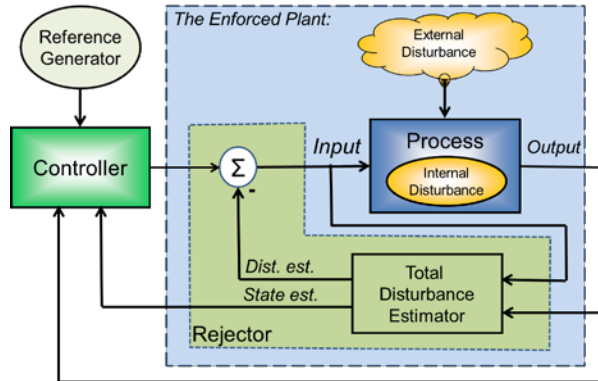 The Enforced Plant:
Reference
Generator
External
Disturbance
Controller
Σ
-
Input
Process
Internal
Disturbance
Output
Dist. est.
State est.
Total
Disturbance
Estimator
Rejector